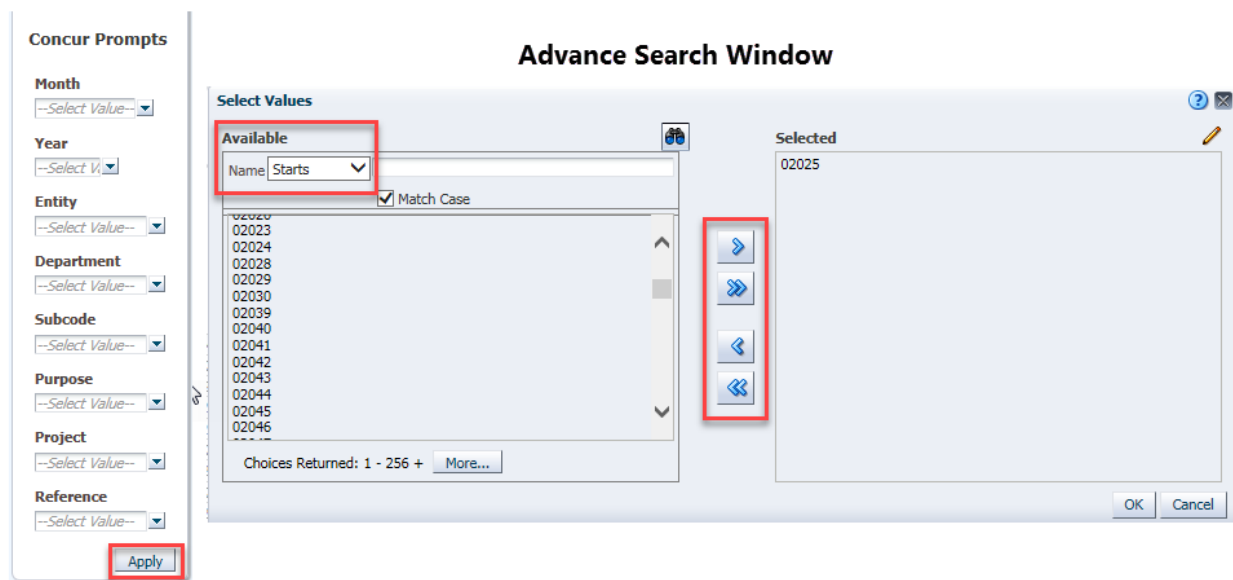 Concur Prompts
Month
--Select Value--
Year
--Select V
Entity
--Select Value--
Department
--Select Value--
Subcode
--Select Value--
Purpose
--Select Value--
Project
--Select Value--
Reference
--Select Value--
Apply
Advance Search Window
Select Values
Available
Name Starts
Match Case
02023
02024
02028
02029
02030
02039
02040
02041
02042
02043
02044
02045
02046
Choices Returned: 1 - 256 + More...
Selected
02025
OK Cancel